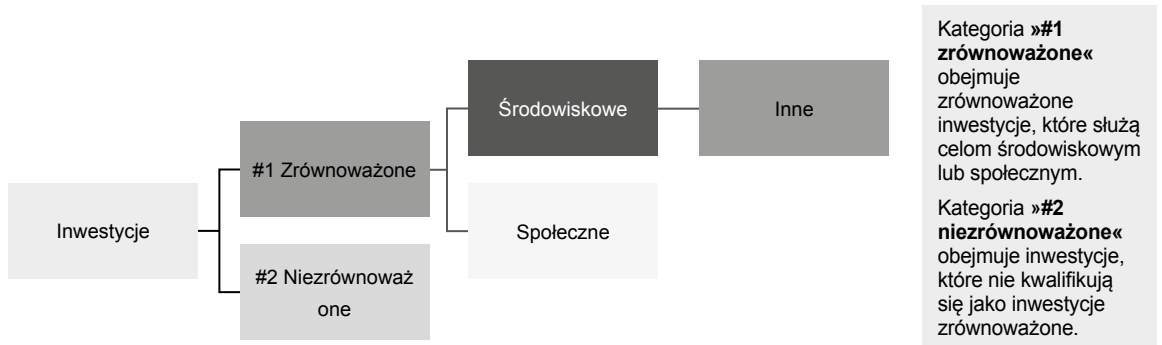 Inwestycje
#1 Zrównoważone
#2 Niezrównoważ
one
Środowiskowe
Społeczne
Inne
Kategoria »#1
zrównoważone«
obejmuje
zrównoważone
inwestycje, które służą
celom środowiskowym
lub społecznym.
Kategoria »#2
niezrównoważone«
obejmuje inwestycje,
które nie kwalifikują
się jako inwestycje
zrównoważone.